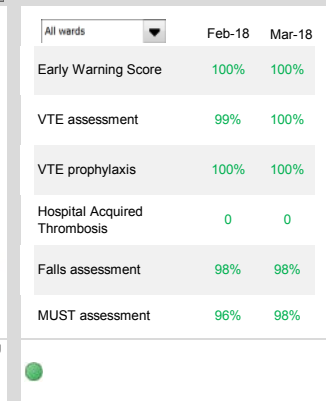 All wards Feb-18 Mar-18
Early Warning Score 100% 100%
VTE assessment 99% 100%
VTE prophylaxis 100% 100%
Hospital Acquired
Thrombosis 0 0
Falls assessment 98% 98%
MUST assessment 96% 98%